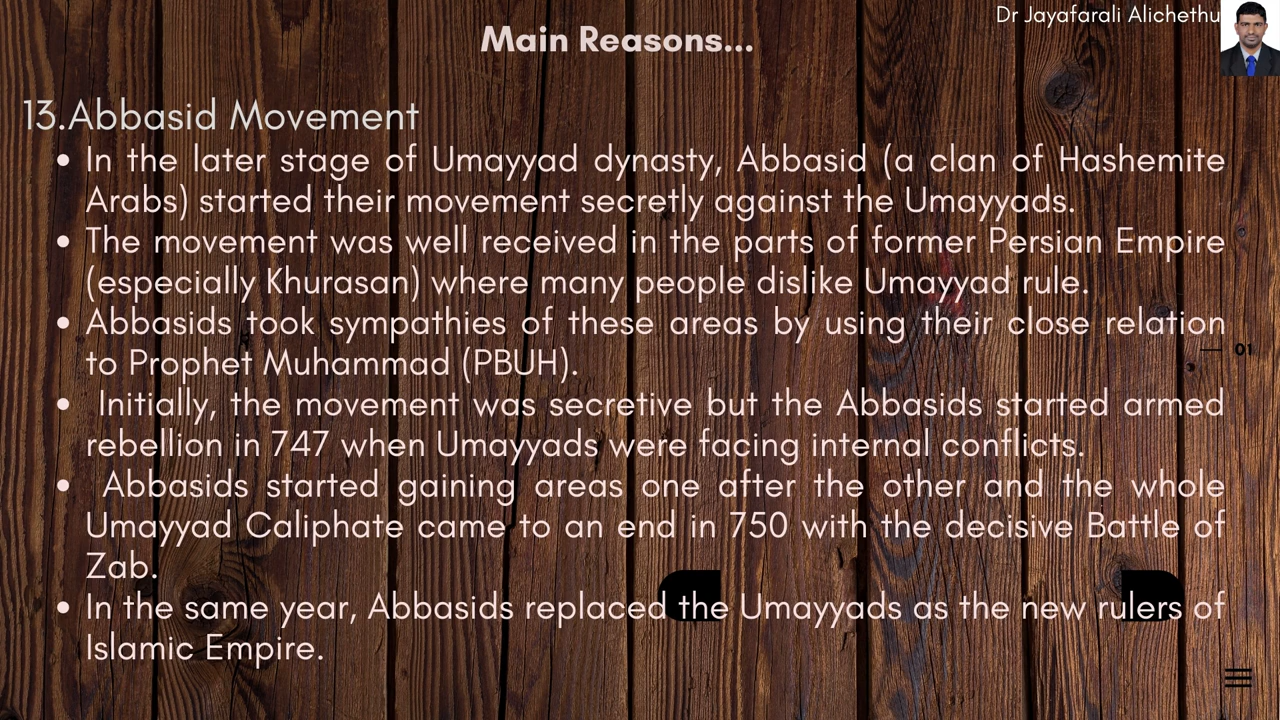 Dr Jayafarali Alichethu
Main Reasons...
13.Abbasid Movement
• In the later stage of Umayyad dynasty, Abbasid (a clan of Hashemite
Arabs) started their movement secretly against the Umayyads.
• The movement was well received in the parts of former Persian Empire
(especially Khurasan) where many people dislike Umayyad rule.
• Abbasids took sympathies of these areas by using their close relation
to Prophet Muhammad (PBUH).
01
• Initially, the movement was secretive but the Abbasids started armed
rebellion in 747 when Umayyads were facing internal conflicts.
• Abbasids started gaining areas one after the other and the whole
Umayyad Caliphate came to an end in 750 with the decisive Battle of
Zab.
• In the same year, Abbasids replaced the Umayyads as the new rulers of
Islamic Empire.